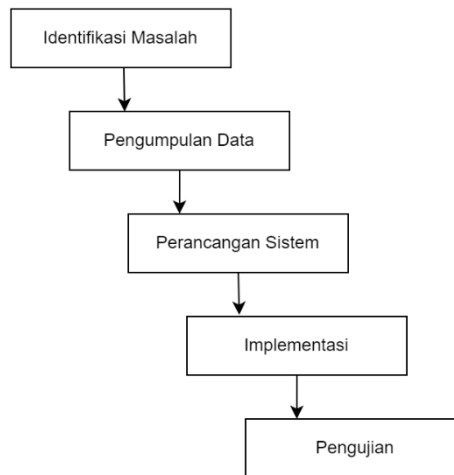 Identifikasi Masalah
Pengumpulan Data
Perancangan Sistem
Implementasi
Pengujian